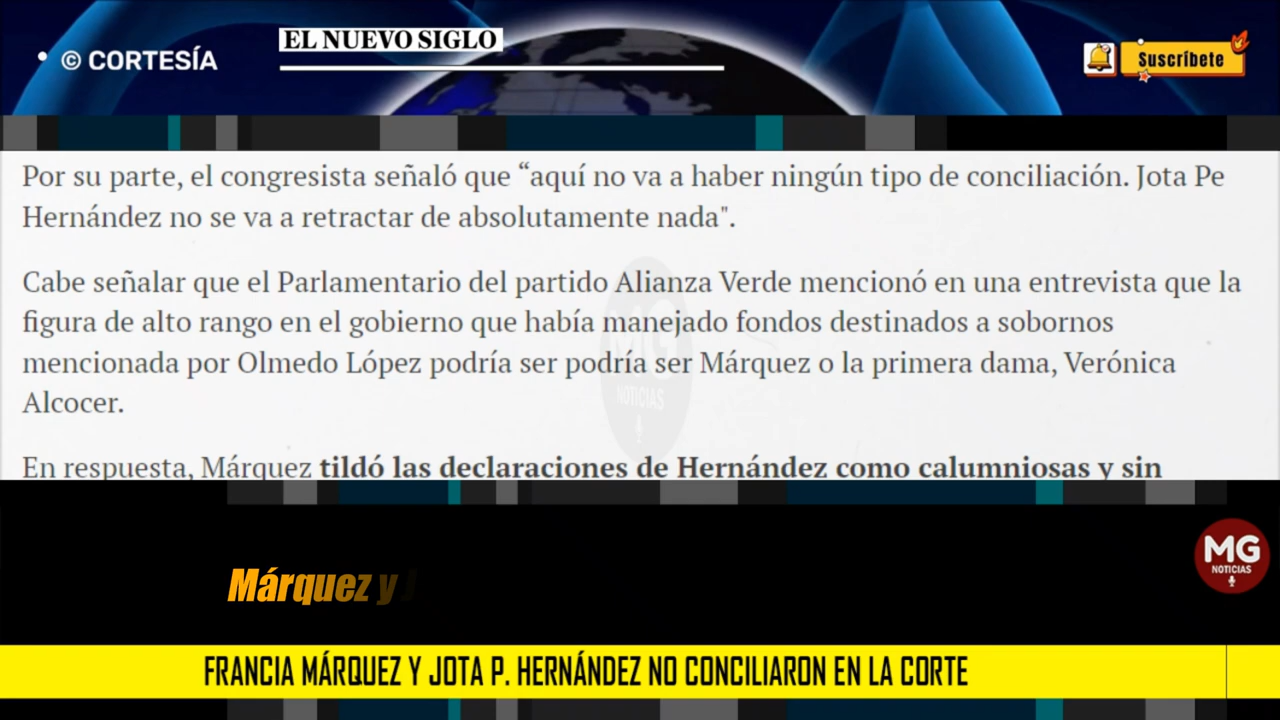 © CORTESÍA
EL NUEVO SIGLO
Suscríbete
Por su parte, el congresista señaló que “aquí no va a haber ningún tipo de conciliación. Jota Pe
Hernández no se va a retractar de absolutamente nada".
Cabe señalar que el Parlamentario del partido Alianza Verde mencionó en una entrevista que la
figura de alto rango en el gobierno que había manejado fondos destinados a sobornos
mencionada por Olmedo López podría ser podría ser Márquez o la primera dama, Verónica
Alcocer.
En respuesta, Márquez tildó las declaraciones de Hernández como calumniosas y sin
MG
NOTICIAS
Márquez y J
MG
NOTICIAS
FRANCIA MÁRQUEZ Y JOTA P. HERNÁNDEZ NO CONCILIARON EN LA CORTE